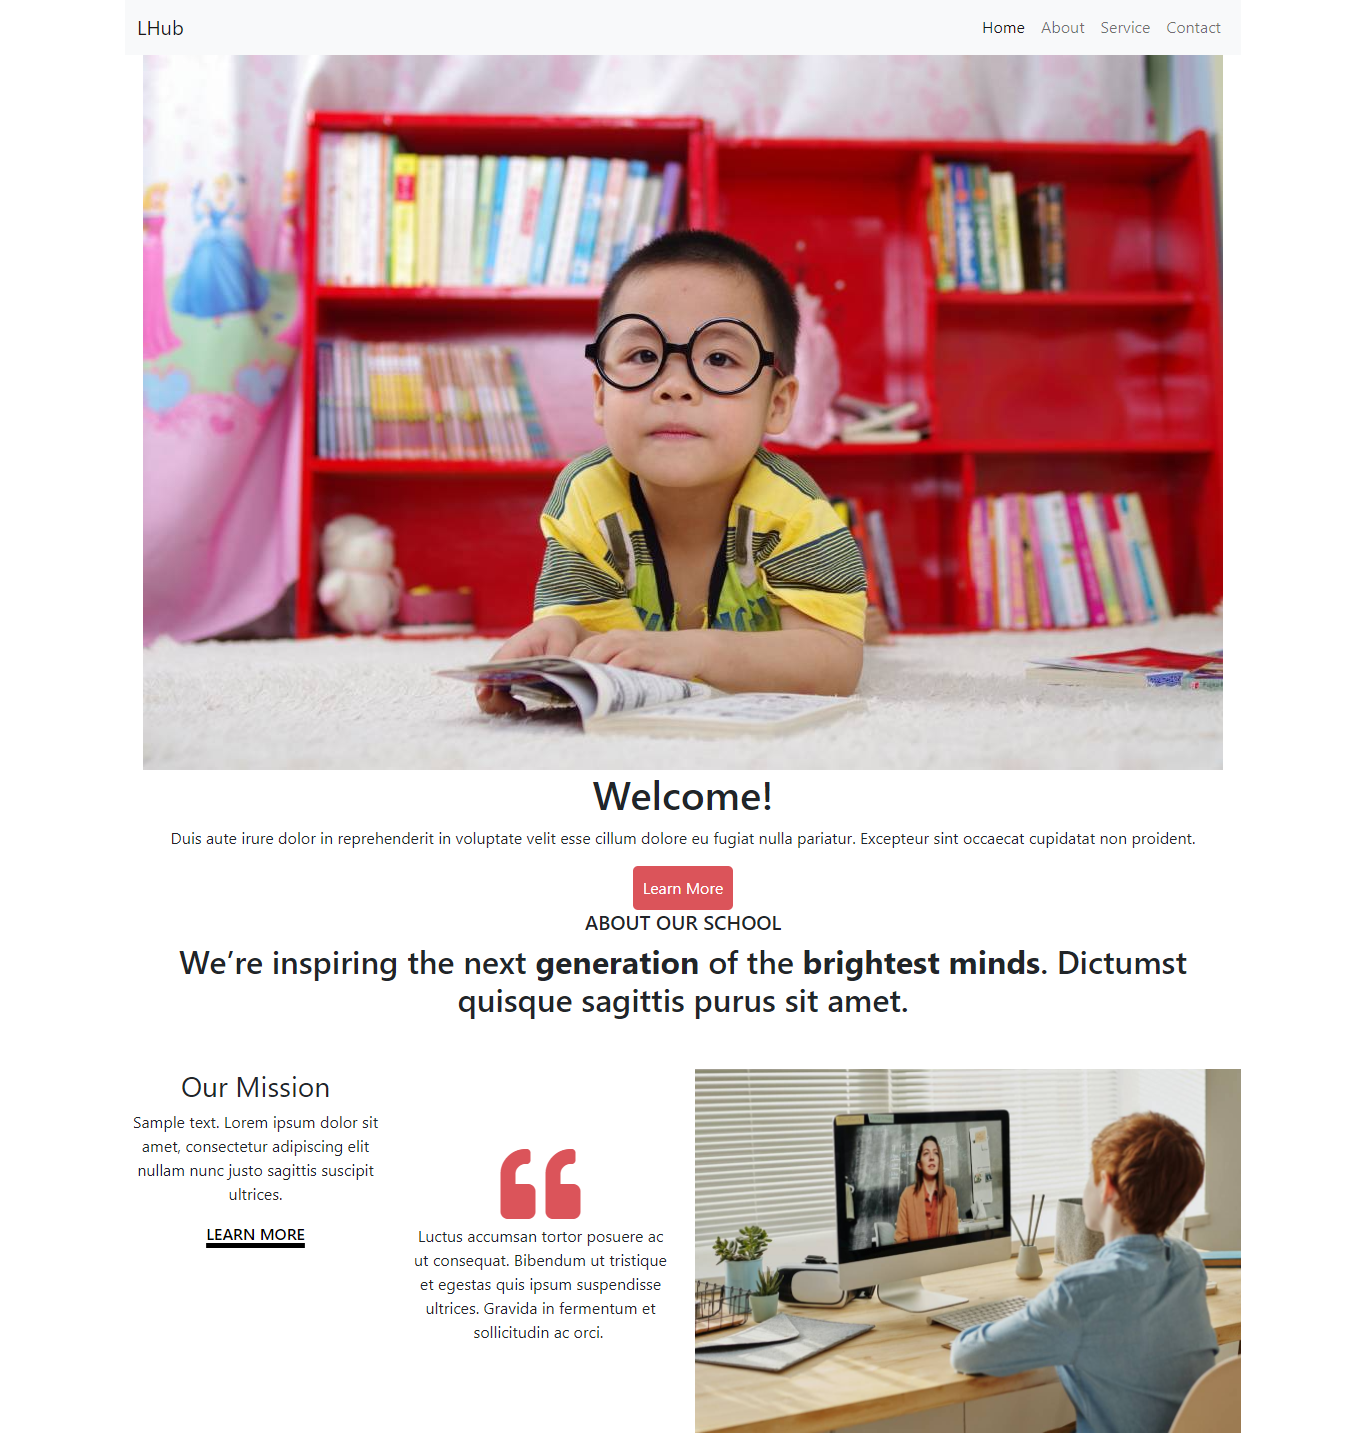 LHub
Home About Service Contact
Welcome!
Duis aute irure dolor in reprehenderit in voluptate velit esse cillum dolore eu fugiat nulla pariatur. Excepteur sint occaecat cupidatat non proident.
Learn More
ABOUT OUR SCHOOL
We’re inspiring the next generation of the brightest minds. Dictumst
quisque sagittis purus sit amet.
Our Mission
Sample text. Lorem ipsum dolor sit
amet, consectetur adipiscing elit
nullam nunc justo sagittis suscipit
ultrices.
LEARN MORE
Luctus accumsan tortor posuere ac
ut consequat. Bibendum ut tristique
et egestas quis ipsum suspendisse
ultrices. Gravida in fermentum et
sollicitudin ac orci.